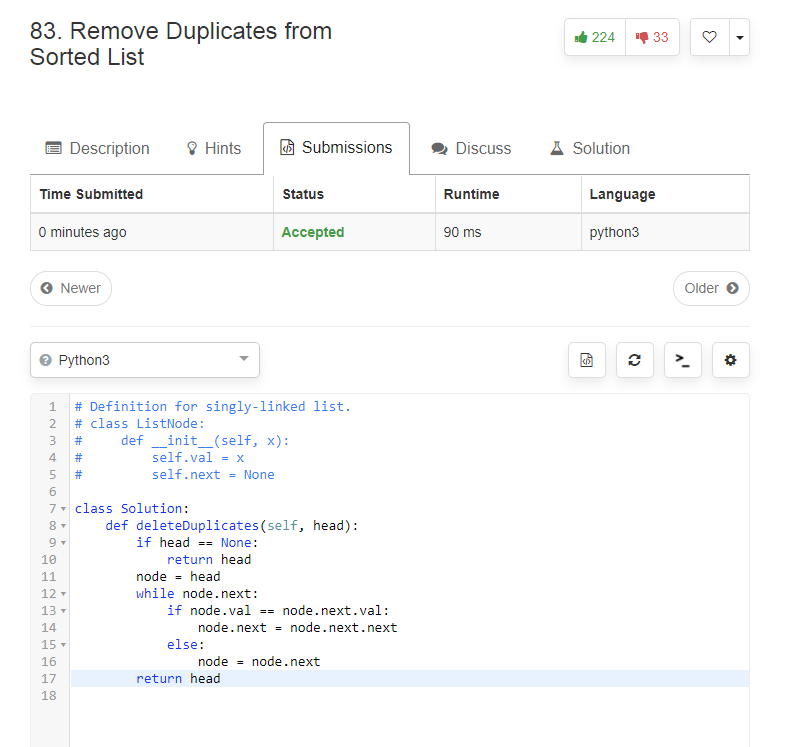 83. Remove Duplicates from
Sorted List
224
33
Description
Hints
Submissions
Discuss
Solution
Time Submitted Status Runtime Language
0 minutes ago Accepted 90 ms python3
Newer
Older
Python3
1 # Definition for singly-linked list.
2 # class ListNode:
3 #     def __init__(self, x):
4 #         self.val = x
5 #         self.next = None
6
7 class Solution:
8     def deleteDuplicates(self, head):
9         if head == None:
10             return head
11         node = head
12         while node.next:
13             if node.val == node.next.val:
14                 node.next = node.next.next
15             else:
16                 node = node.next
17         return head
18